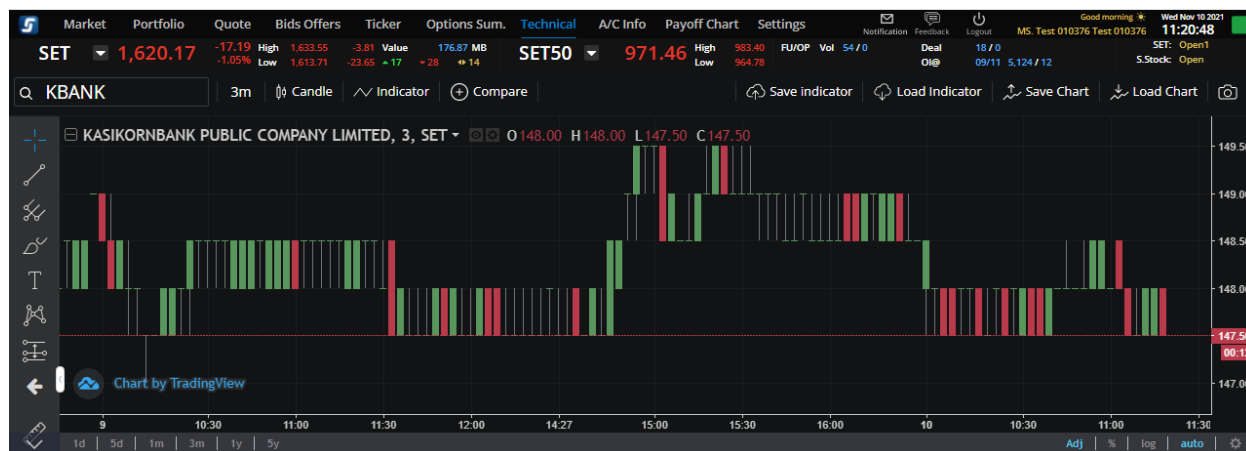 Market Portfolio Quote Bids Offers Ticker Options Sum. Technical A/C Info Payoff Chart Settings Notification Feedback Logout Good morning Wed Nov 10 2021
MS. Test 010376 Test 010376 11:20:48
SET 1,620.17 -17.19 High 1,633.55 -3.81 Value 176.87 MB SET50 971.46 High 983.40 FU/OP Vol 54 / 0 Deal 18 / 0 SET: Open1
-1.05% Low 1,613.71 -23.65 17 28 14 Low 964.78 OI@ 09/11 5,124 / 12 S.Stock: Open
KBANK 3m Candle Indicator Compare Save indicator Load Indicator Save Chart Load Chart
KASIKORNBANK PUBLIC COMPANY LIMITED, 3, SET O148.00 H148.00 L147.50 C147.50
149.50
149.00
148.50
148.00
147.50
147.00
T
Chart by TradingView
9 10:30 11:00 11:30 12:00 14:27 15:00 15:30 16:00 10 10:30 11:00 11:30
1d 5d 1m 3m 1y 5y Adj % log auto